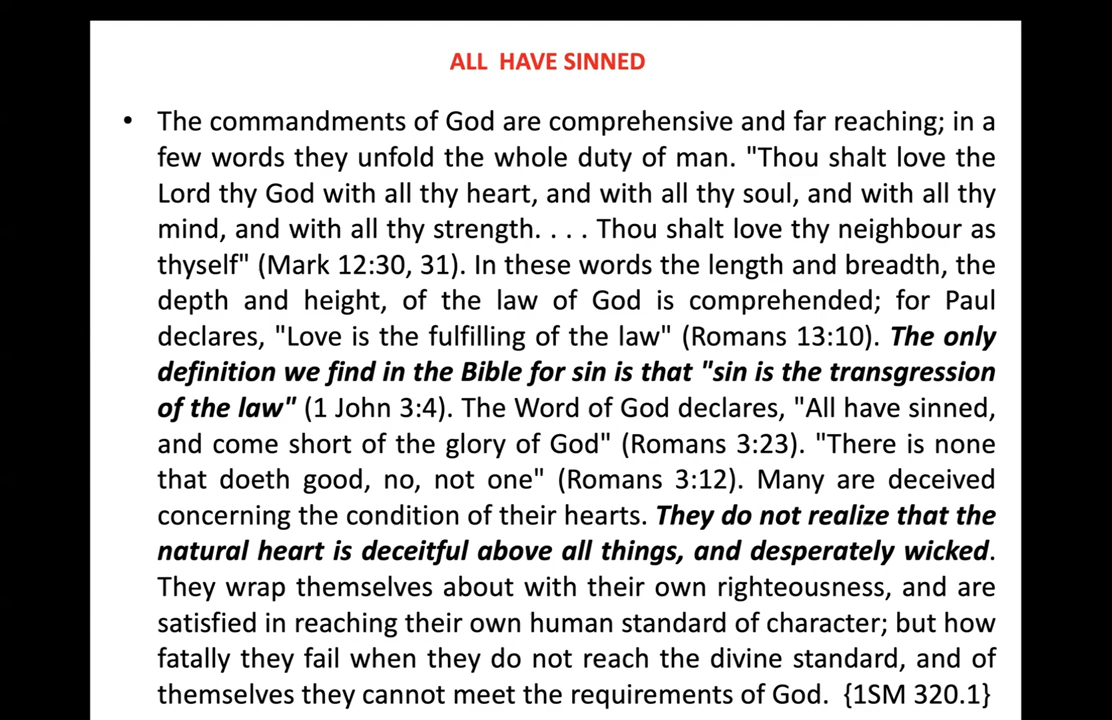 ALL HAVE SINNED
• The commandments of God are comprehensive and far reaching; in a
few words they unfold the whole duty of man. "Thou shalt love the
Lord thy God with all thy heart, and with all thy soul, and with all thy
mind, and with all thy strength. . . . Thou shalt love thy neighbour as
thyself" (Mark 12:30, 31). In these words the length and breadth, the
depth and height, of the law of God is comprehended; for Paul
declares, "Love is the fulfilling of the law" (Romans 13:10). The only
definition we find in the Bible for sin is that "sin is the transgression
of the law" (1 John 3:4). The Word of God declares, "All have sinned,
and come short of the glory of God" (Romans 3:23). "There is none
that doeth good, no, not one" (Romans 3:12). Many are deceived
concerning the condition of their hearts. They do not realize that the
natural heart is deceitful above all things, and desperately wicked.
They wrap themselves about with their own righteousness, and are
satisfied in reaching their own human standard of character; but how
fatally they fail when they do not reach the divine standard, and of
themselves they cannot meet the requirements of God. {1SM 320.1}